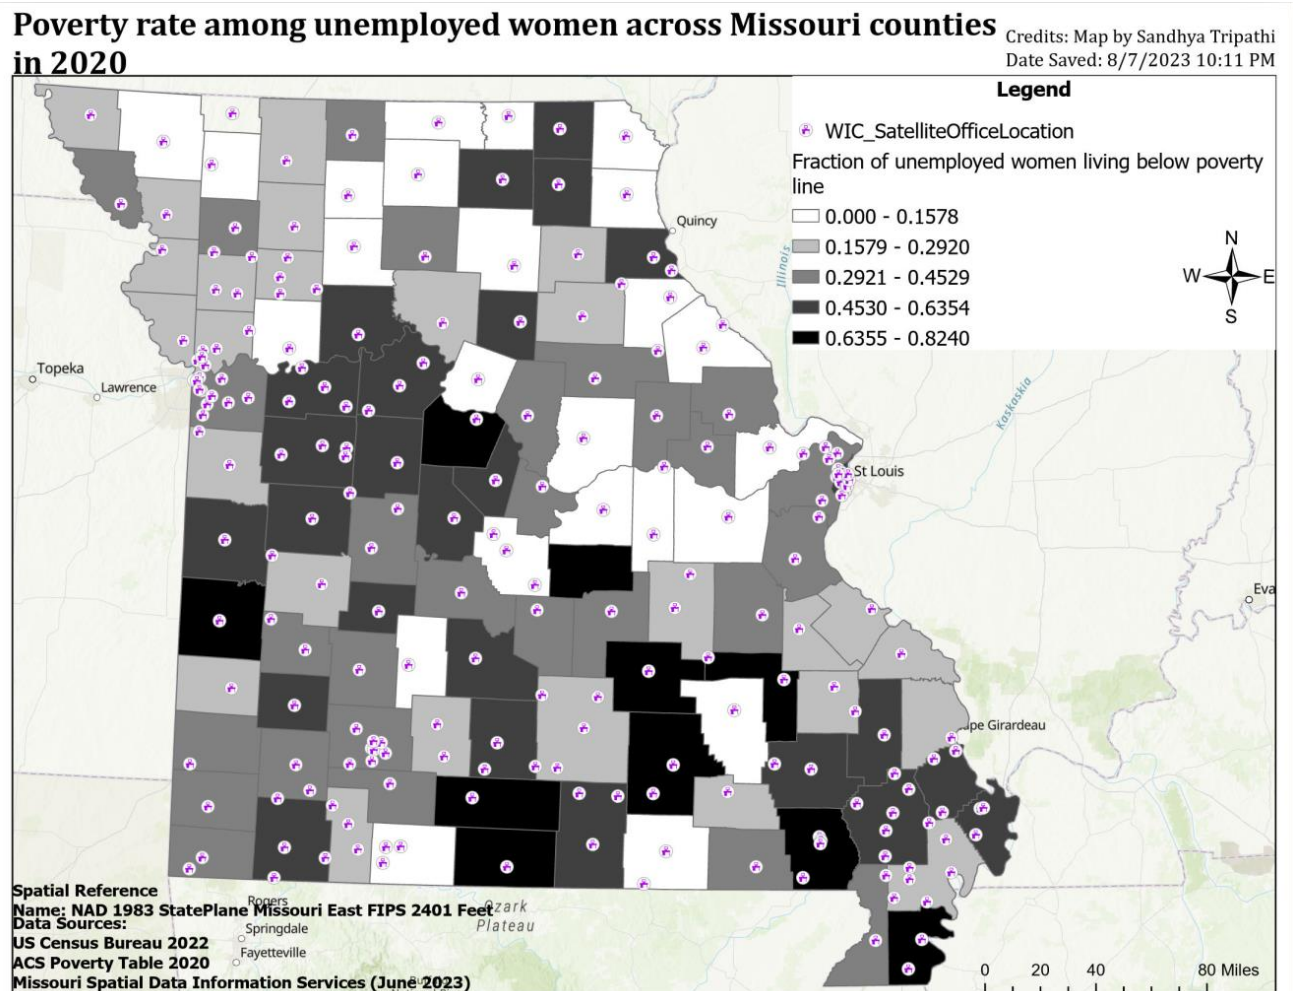 Poverty rate among unemployed women across Missouri counties
in 2020
Credits: Map by Sandhya Tripathi
Date Saved: 8/7/2023 10:11 PM
Legend
WIC_SatelliteOfficeLocation
Fraction of unemployed women living below poverty
line
0.000 - 0.1578
0.1579 - 0.2920
0.2921 - 0.4529
0.4530 - 0.6354
0.6355 - 0.8240
N
W E
S
Quincy
Illinois
Topeka
Lawrence
Kaskaskia
St Louis
Eva
ape Girardeau
Spatial Reference
Name: NAD 1983 StatePlane Missouri East FIPS 2401 Feet
Data Sources:
US Census Bureau 2022
ACS Poverty Table 2020
Missouri Spatial Data Information Services (June 2023)
Rogers
Springdale
Fayetteville
Ozark
Plateau
0 20 40 80 Miles